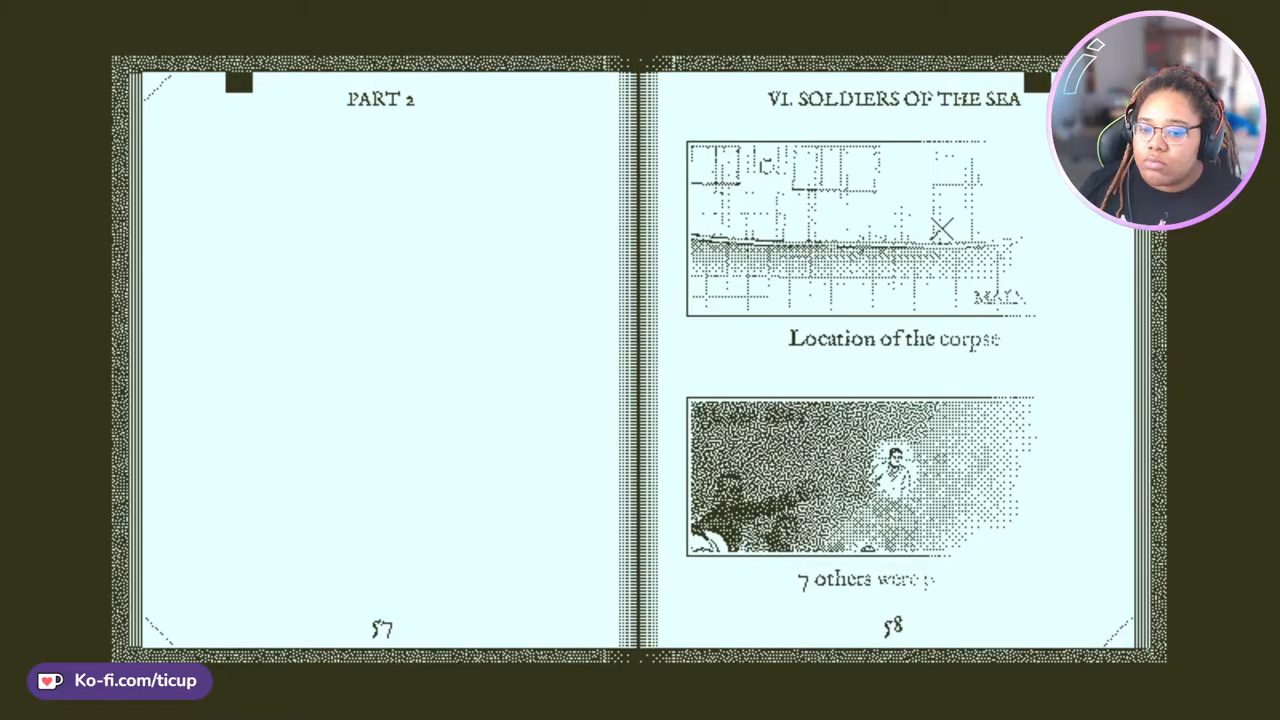 PART 2
VI. SOLDIERS OF THE SEA
MAIN
Location of the corpse
7 others were p
57
58
Ko-fi.com/ticup